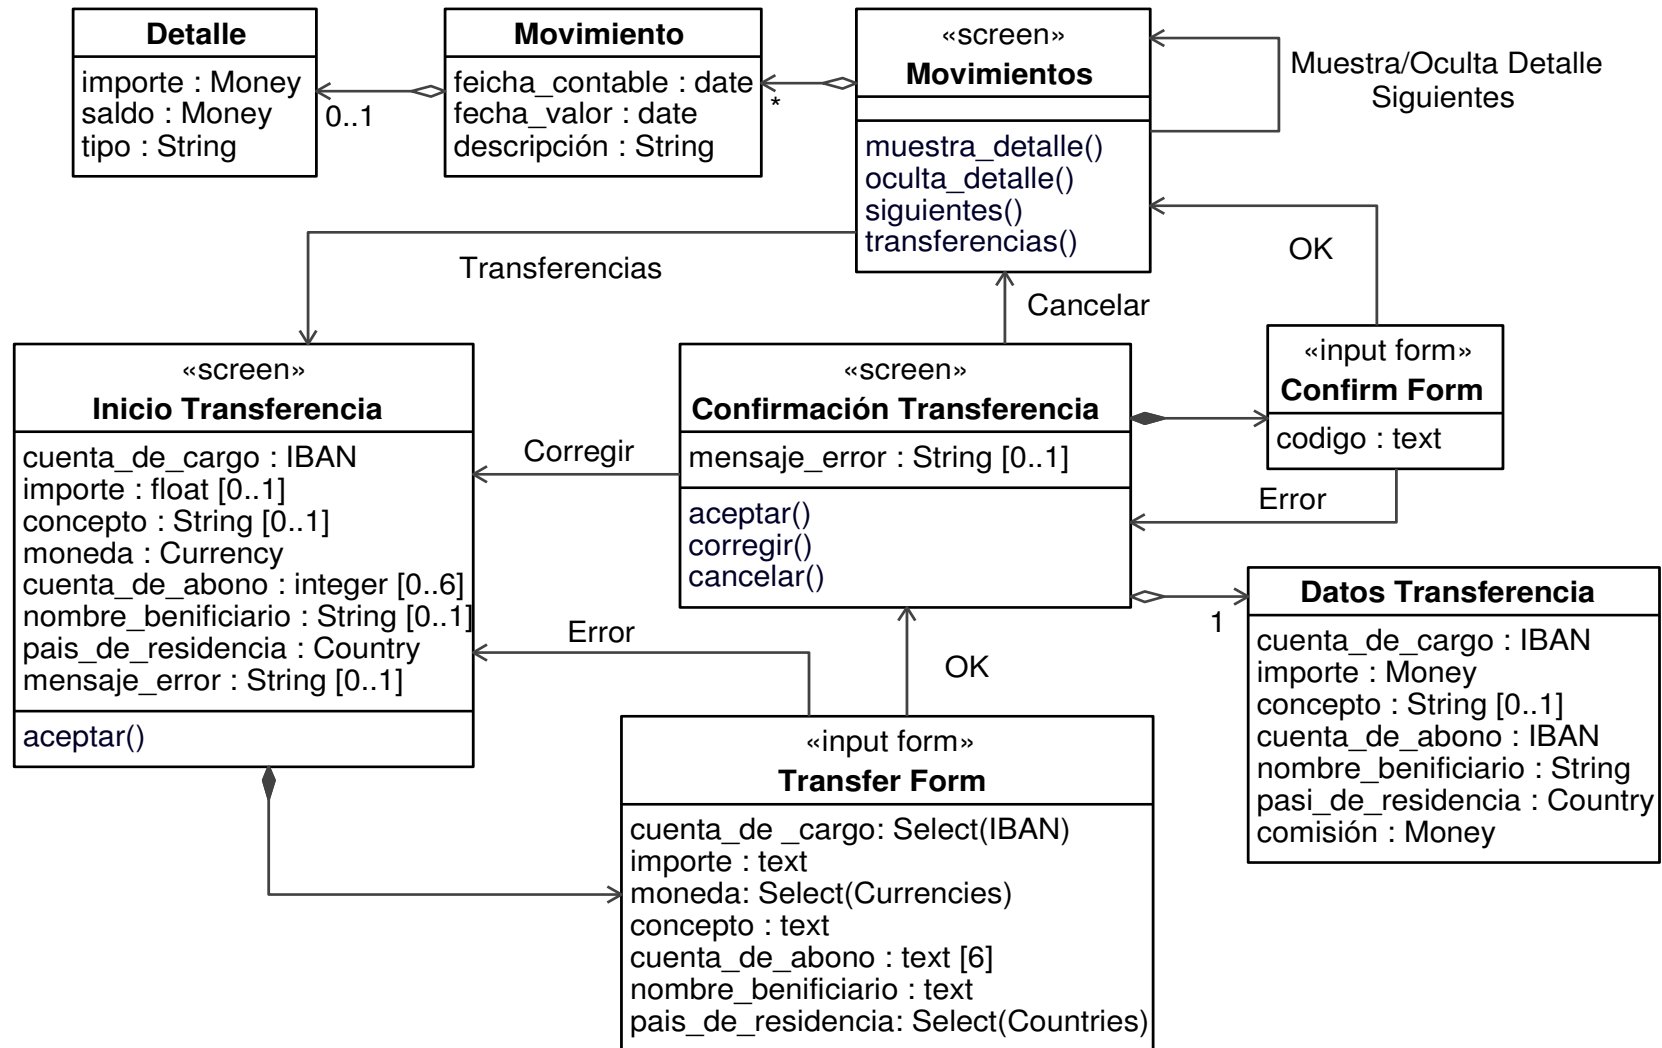 Detalle
importe : Money
saldo : Money
tipo : String
0..1
Movimiento
feicha_contable : date
fecha_valor : date
descripción : String
*
«screen»
Movimientos
muestra_detalle()
oculta_detalle()
siguientes()
transferencias()
Muestra/Oculta Detalle
Siguientes
Transferencias
OK
Cancelar
«screen»
Inicio Transferencia
cuenta_de_cargo : IBAN
importe : float [0..1]
concepto : String [0..1]
moneda : Currency
cuenta_de_abono : integer [0..6]
nombre_benificiario : String [0..1]
pais_de_residencia : Country
mensaje_error : String [0..1]
aceptar()
Corregir
«screen»
Confirmación Transferencia
mensaje_error : String [0..1]
aceptar()
corregir()
cancelar()
«input form»
Confirm Form
codigo : text
Error
1
Datos Transferencia
cuenta_de_cargo : IBAN
importe : Money
concepto : String [0..1]
cuenta_de_abono : IBAN
nombre_benificiario : String
pasi_de_residencia : Country
comisión : Money
Error
OK
«input form»
Transfer Form
cuenta_de _cargo: Select(IBAN)
importe : text
moneda: Select(Currencies)
concepto : text
cuenta_de_abono : text [6]
nombre_benificiario : text
pais_de_residencia: Select(Countries)